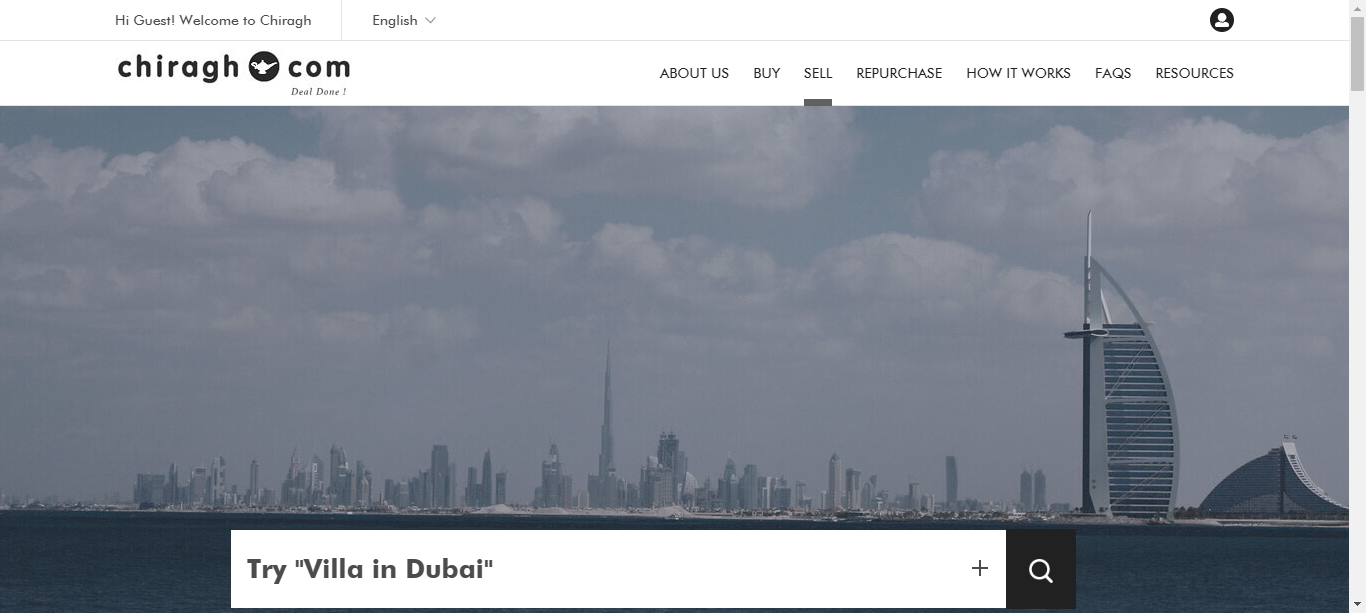 Hi Guest! Welcome to Chiragh
English
chiragh com
Deal Done !
ABOUT US BUY SELL REPURCHASE HOW IT WORKS FAQS RESOURCES
Try "Villa in Dubai"